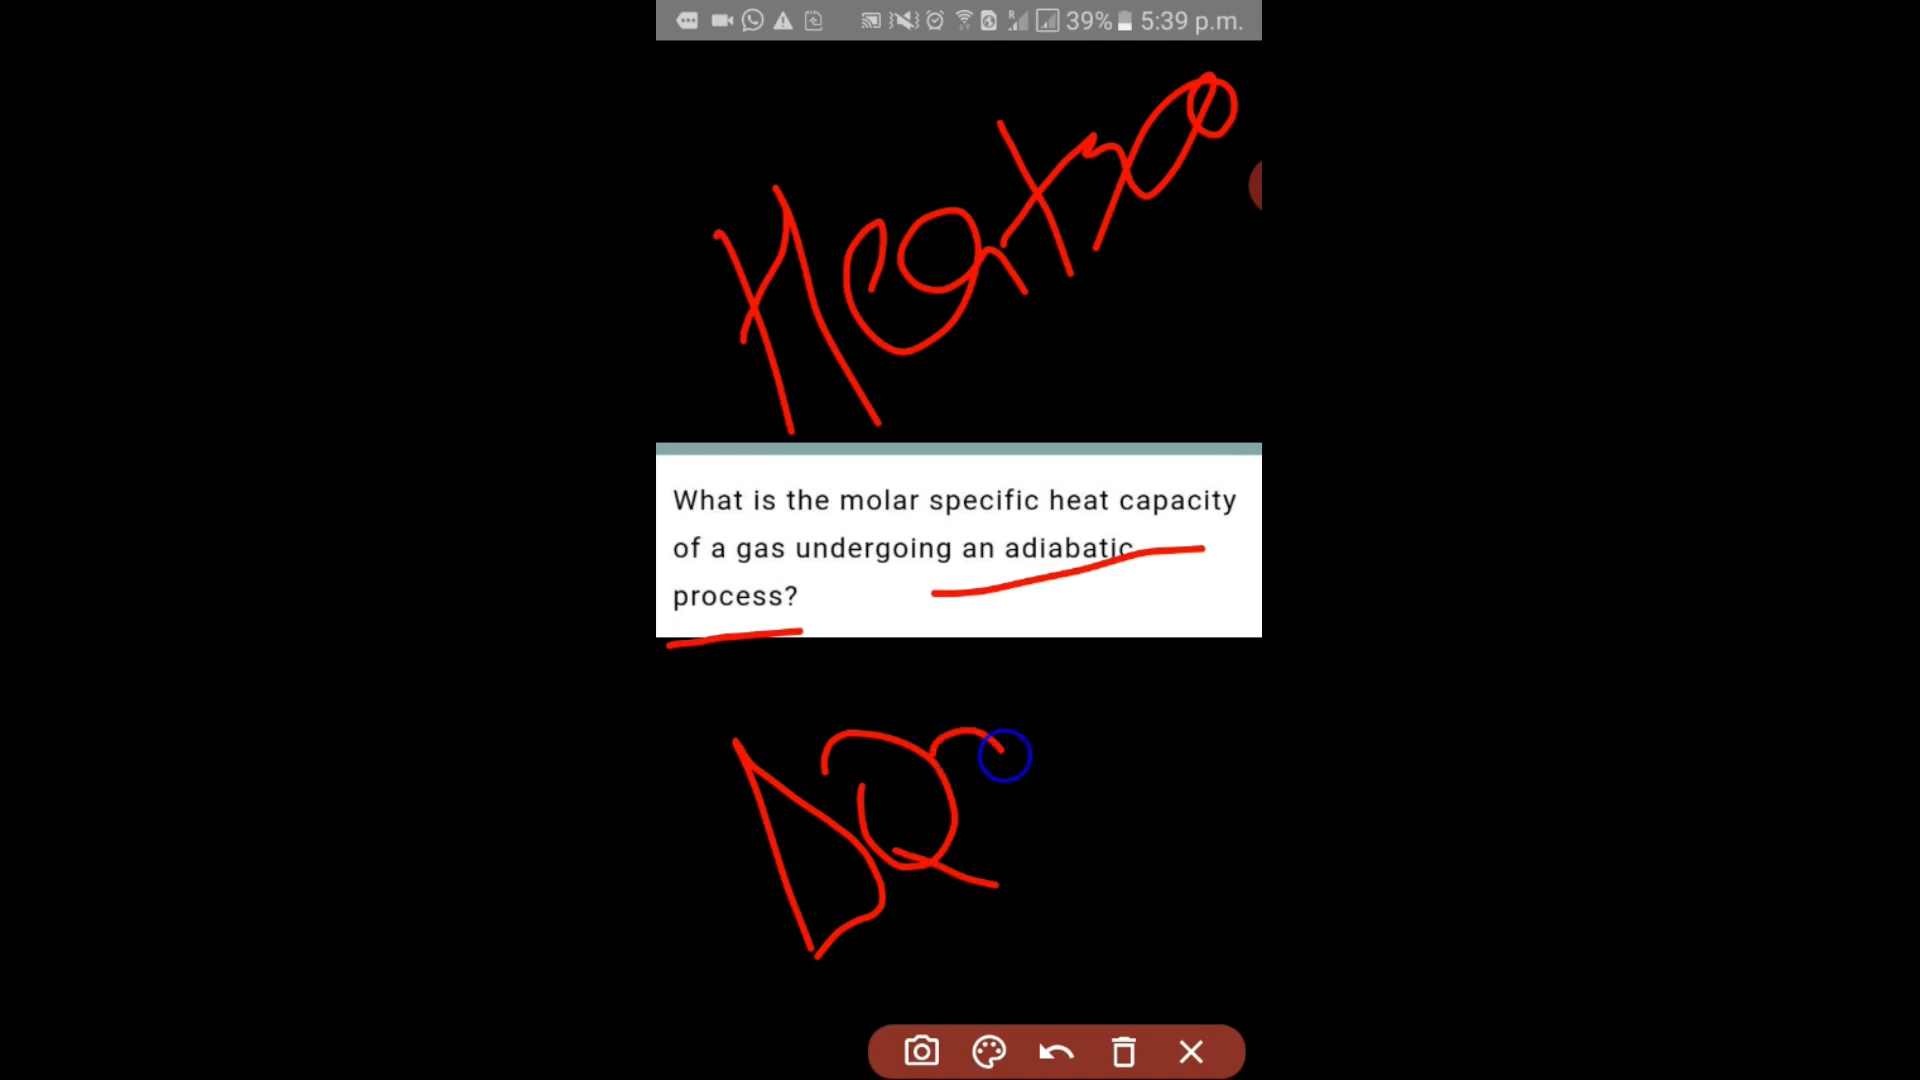 39% 5:39 p.m.
Heat = 0
What is the molar specific heat capacity
of a gas undergoing an adiabatic
process?
ΔQ